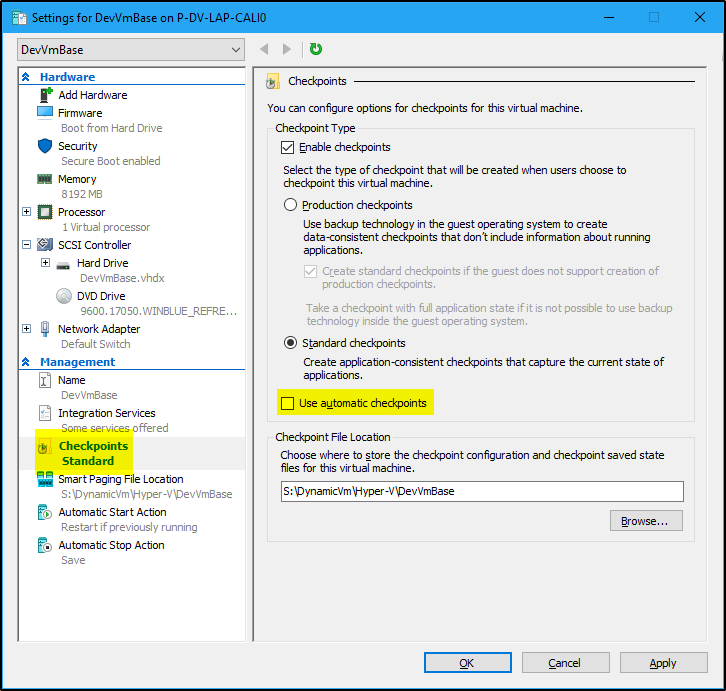 Settings for DevVmBase on P-DV-LAP-CALI0
DevVmBase
Hardware
Add Hardware
Firmware
Boot from Hard Drive
Security
Secure Boot enabled
Memory
8192 MB
Processor
1 Virtual processor
SCSI Controller
Hard Drive
DevVmBase.vhdx
DVD Drive
9600.17050.WINBLUE_REFRE...
Network Adapter
Default Switch
Management
Name
DevVmBase
Integration Services
Some services offered
Checkpoints
Standard
Smart Paging File Location
S:\DynamicVm\Hyper-V\DevVmBase
Automatic Start Action
Restart if previously running
Automatic Stop Action
Save
Checkpoints
You can configure options for checkpoints for this virtual machine.
Checkpoint Type
Enable checkpoints
Select the type of checkpoint that will be created when users choose to
checkpoint this virtual machine.
Production checkpoints
Use backup technology in the guest operating system to create
data-consistent checkpoints that don't include information about running
applications.
Create standard checkpoints if the guest does not support creation of
production checkpoints.
Take a checkpoint with full application state if it is not possible to use backup
technology inside the guest operating system.
Standard checkpoints
Create application-consistent checkpoints that capture the current state of
applications.
Use automatic checkpoints
Checkpoint File Location
Choose where to store the checkpoint configuration and checkpoint saved state
files for this virtual machine.
S:\DynamicVm\Hyper-V\DevVmBase
Browse...
OK
Cancel
Apply